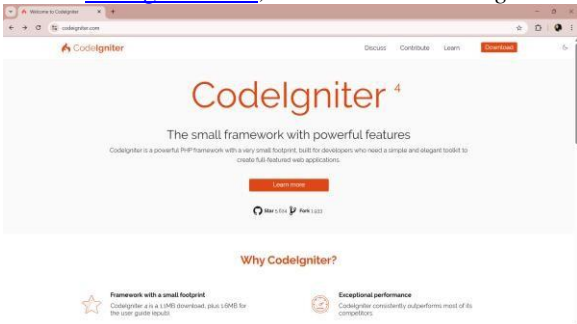 Welcome to CodeIgniter
codeigniter.com
CodeIgniter
Discuss Contribute Learn Download
CodeIgniter 4
The small framework with powerful features
CodeIgniter is a powerful PHP framework with a very small footprint, built for developers who need a simple and elegant toolkit to
create full-featured web applications.
Learn more
Star Fork
Why CodeIgniter?
Framework with a small footprint
CodeIgniter 4 is a 1.1MB download, plus 1.6MB for
the user guide
Exceptional performance
CodeIgniter consistently outperforms most of its
competitors.